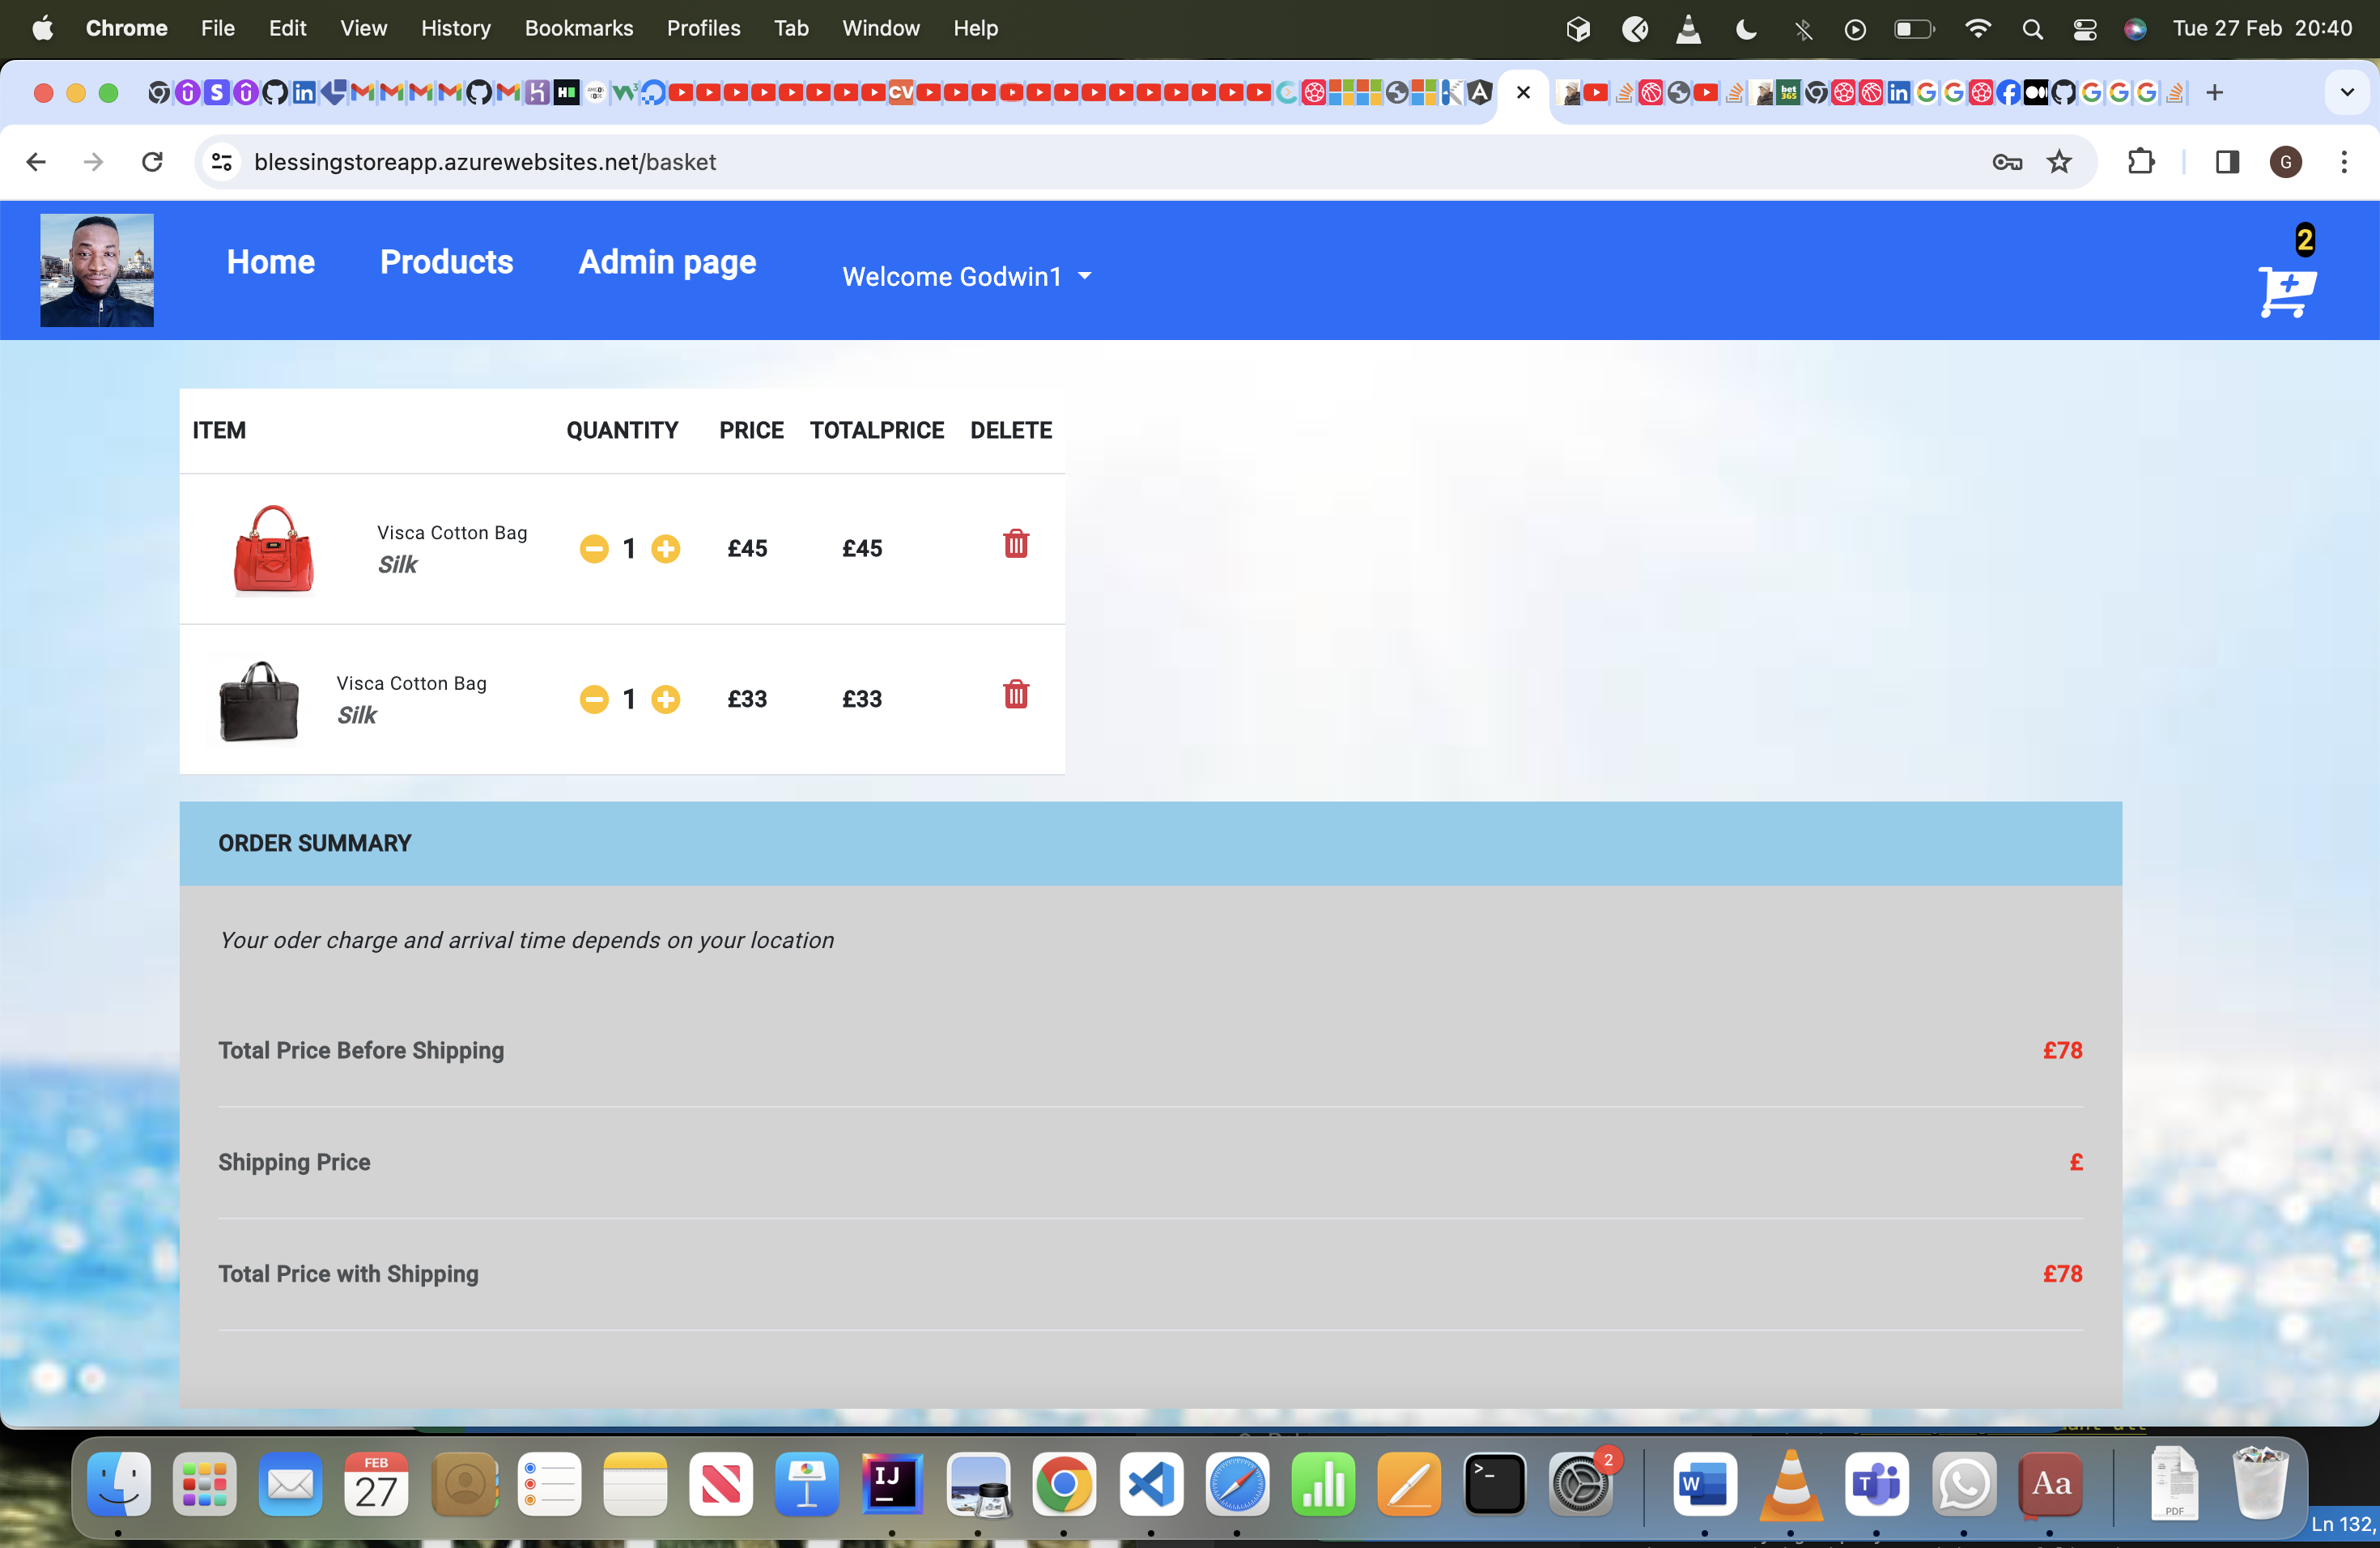 Chrome File Edit View History Bookmarks Profiles Tab Window Help Tue 27 Feb 20:40
blessingstoreapp.azurewebsites.net/basket
G
Home Products Admin page Welcome Godwin1
2
ITEM QUANTITY PRICE TOTALPRICE DELETE
Visca Cotton Bag
Silk
1 £45 £45
Visca Cotton Bag
Silk
1 £33 £33
ORDER SUMMARY
Your oder charge and arrival time depends on your location
Total Price Before Shipping £78
Shipping Price £
Total Price with Shipping £78
FEB
27
IJ
>_
2
W
T
Aa
PDF
Ln 132,